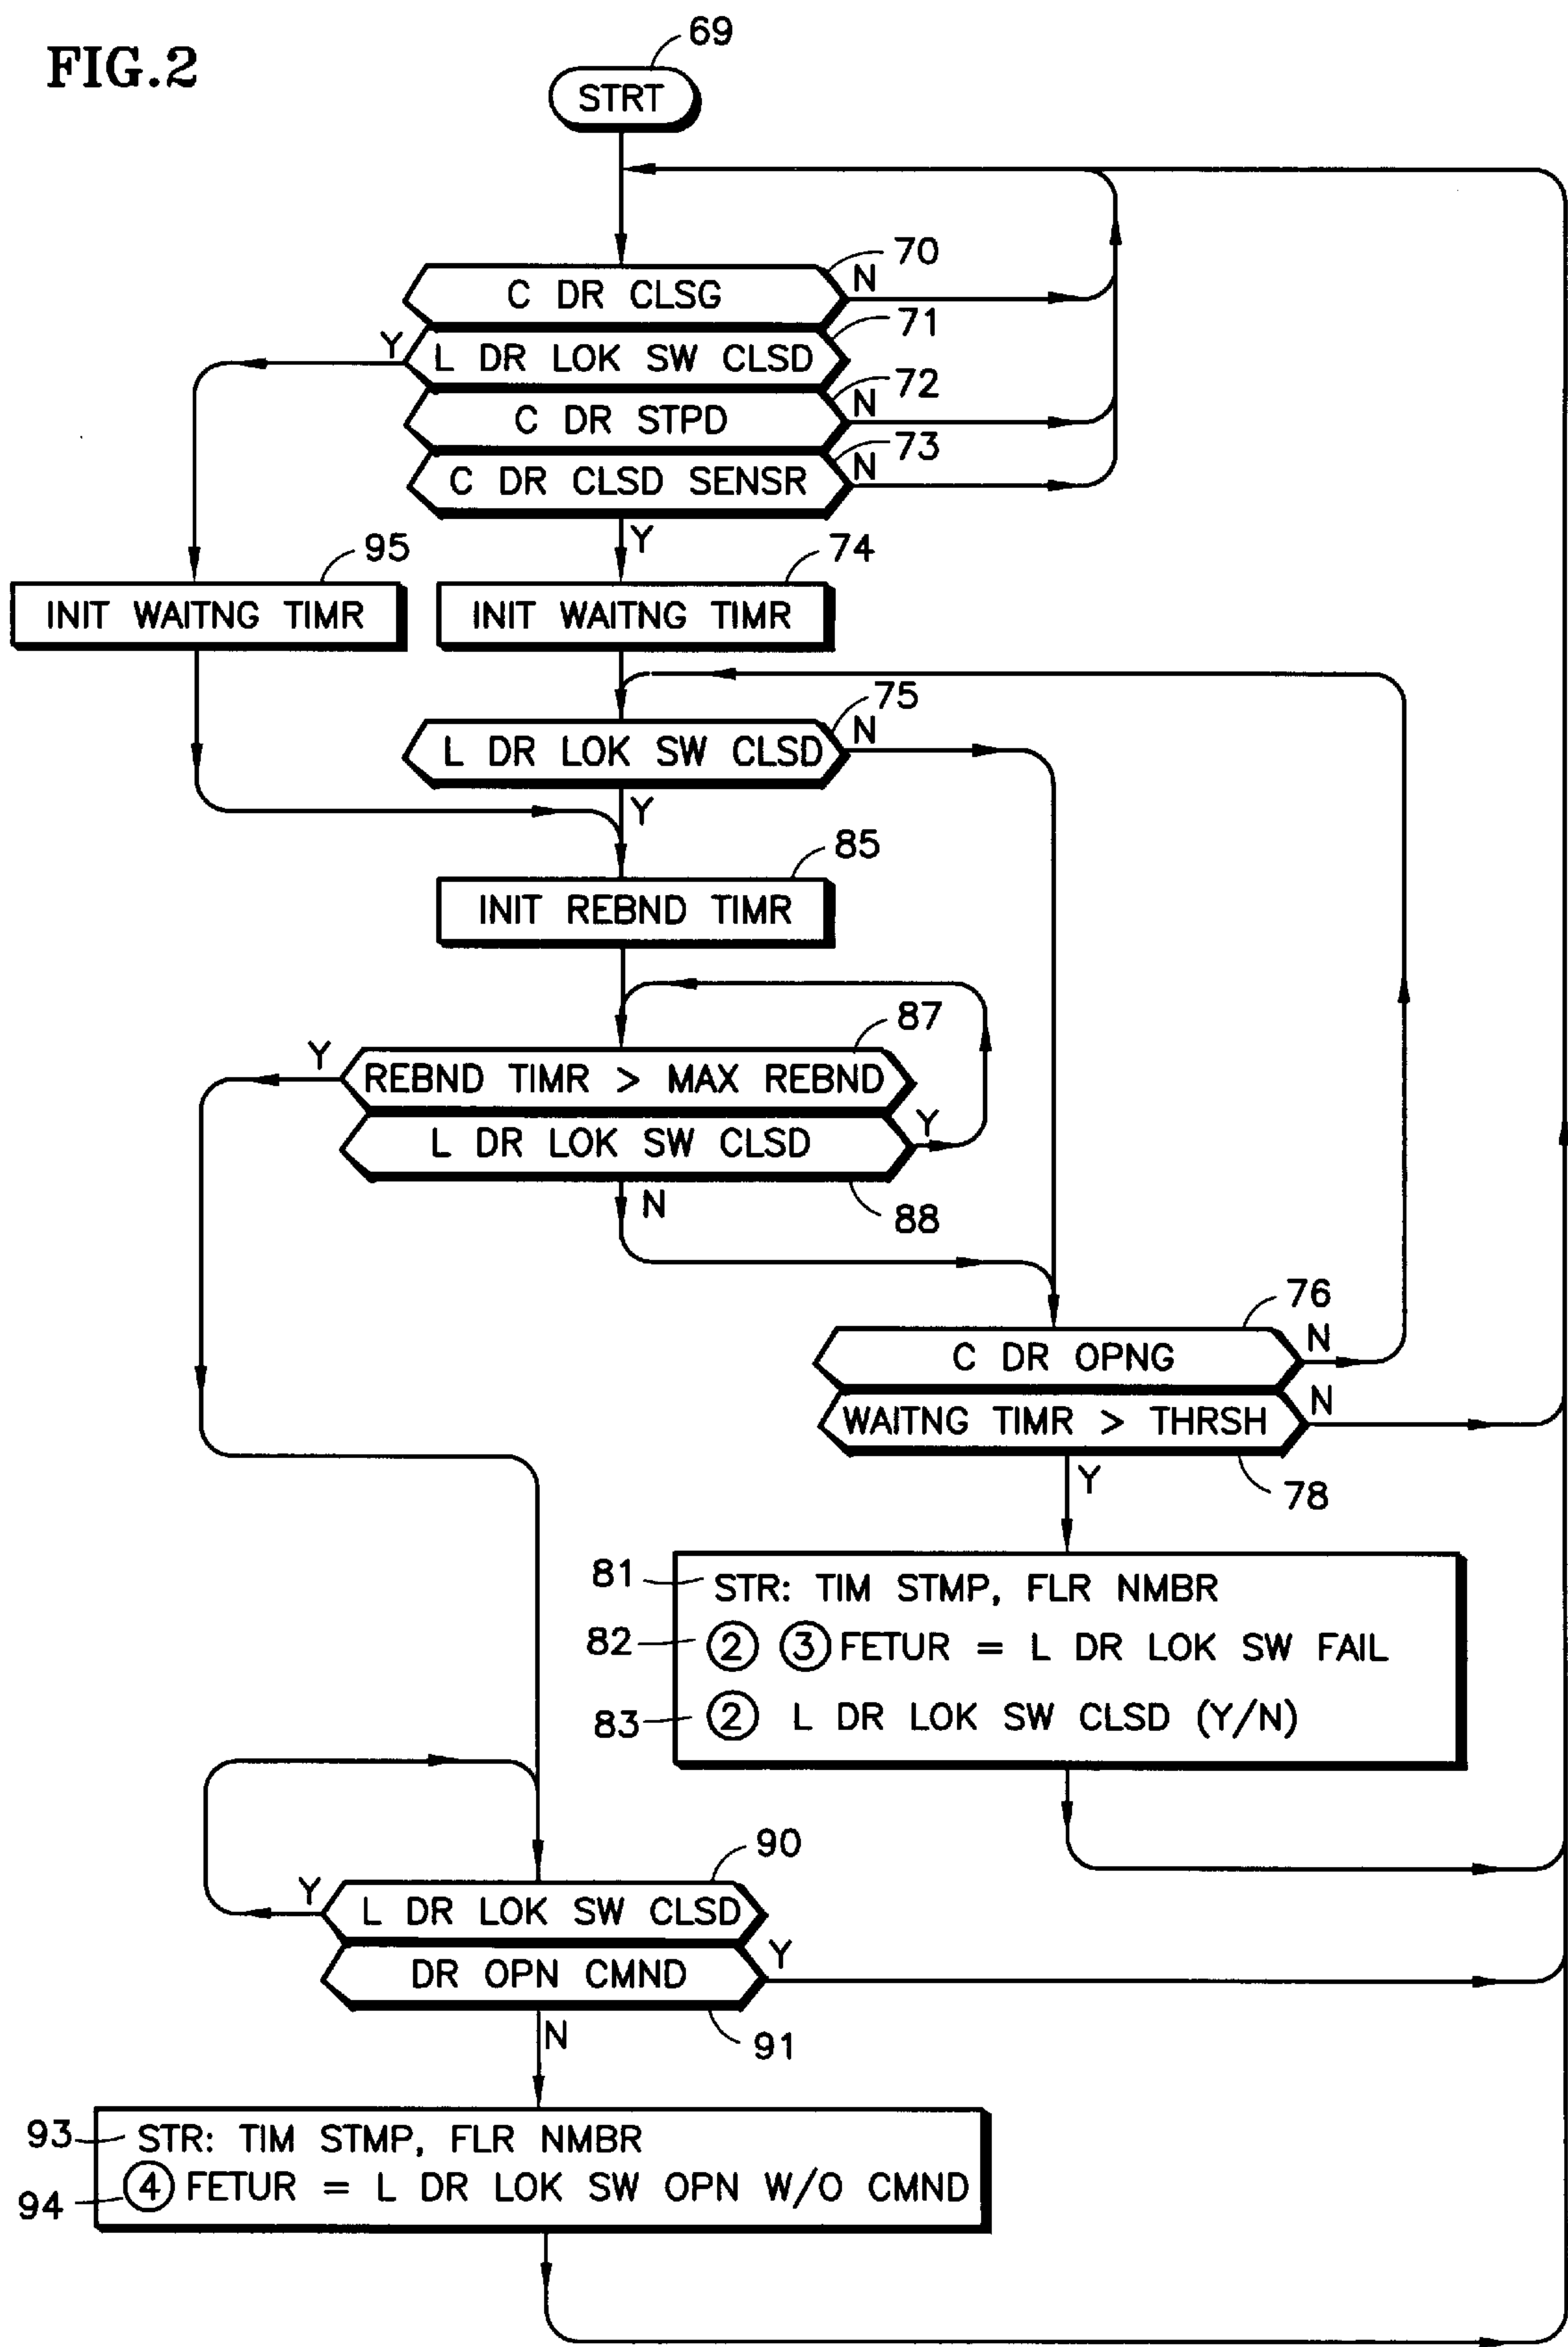 FIG.2
69
STRT
70
C DR CLSG
N
71
Y
L DR LOK SW CLSD
72
C DR STPD
N
73
C DR CLSD SENSR
N
Y
95
74
INIT WAITNG TIMR
INIT WAITNG TIMR
75
L DR LOK SW CLSD
N
Y
85
INIT REBND TIMR
87
Y
REBND TIMR > MAX REBND
L DR LOK SW CLSD
Y
N
88
76
C DR OPNG
N
WAITNG TIMR > THRSH
N
Y
78
81
STR: TIM STMP, FLR NMBR
82
② ③ FETUR = L DR LOK SW FAIL
83
② L DR LOK SW CLSD (Y/N)
90
Y
L DR LOK SW CLSD
DR OPN CMND
Y
N
91
93
STR: TIM STMP, FLR NMBR
94
④ FETUR = L DR LOK SW OPN W/O CMND